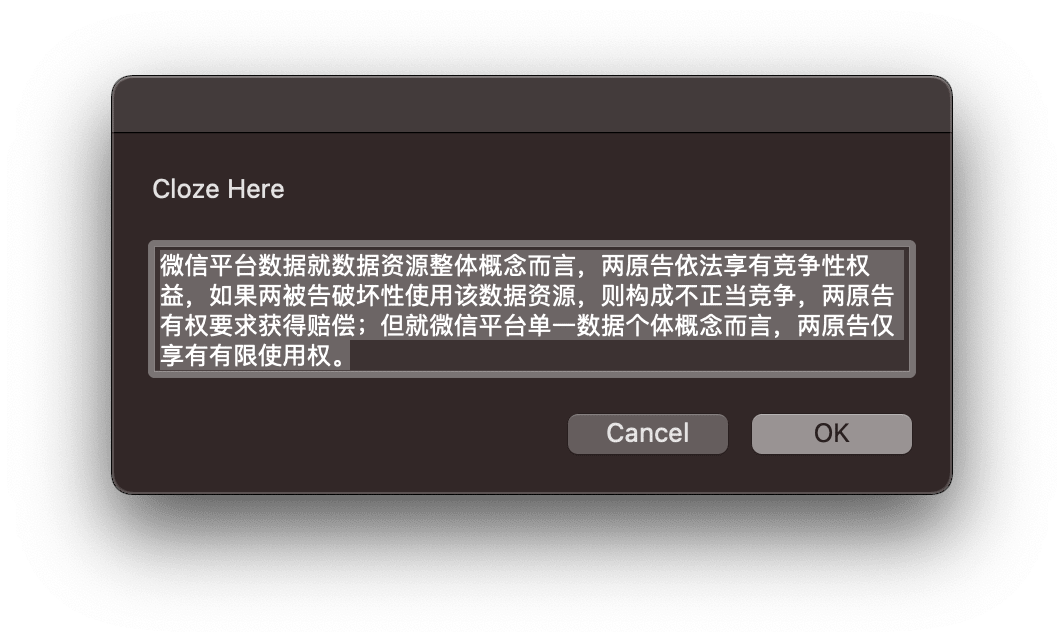 Cloze Here
微信平台数据就数据资源整体概念而言，两原告依法享有竞争性权
益，如果两被告破坏性使用该数据资源，则构成不正当竞争，两原告
有权要求获得赔偿；但就微信平台单一数据个体概念而言，两原告仅
享有有限使用权。
Cancel
OK